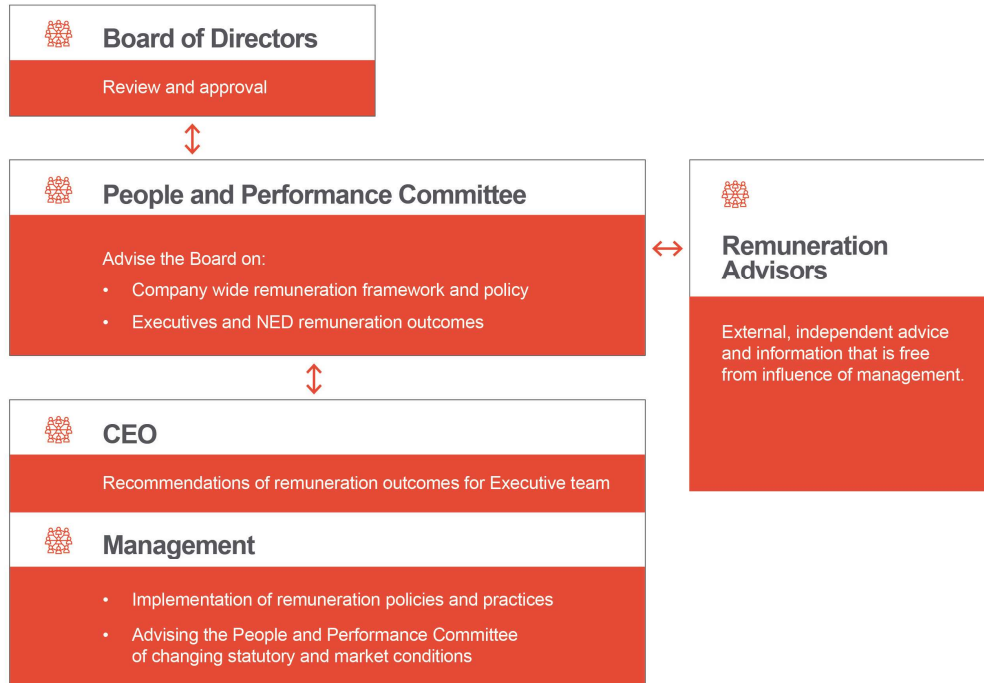 Board of Directors
Review and approval
People and Performance Committee
Advise the Board on:
• Company wide remuneration framework and policy
• Executives and NED remuneration outcomes
Remuneration
Advisors
External, independent advice
and information that is free
from influence of management.
CEO
Recommendations of remuneration outcomes for Executive team
Management
• Implementation of remuneration policies and practices
• Advising the People and Performance Committee
of changing statutory and market conditions